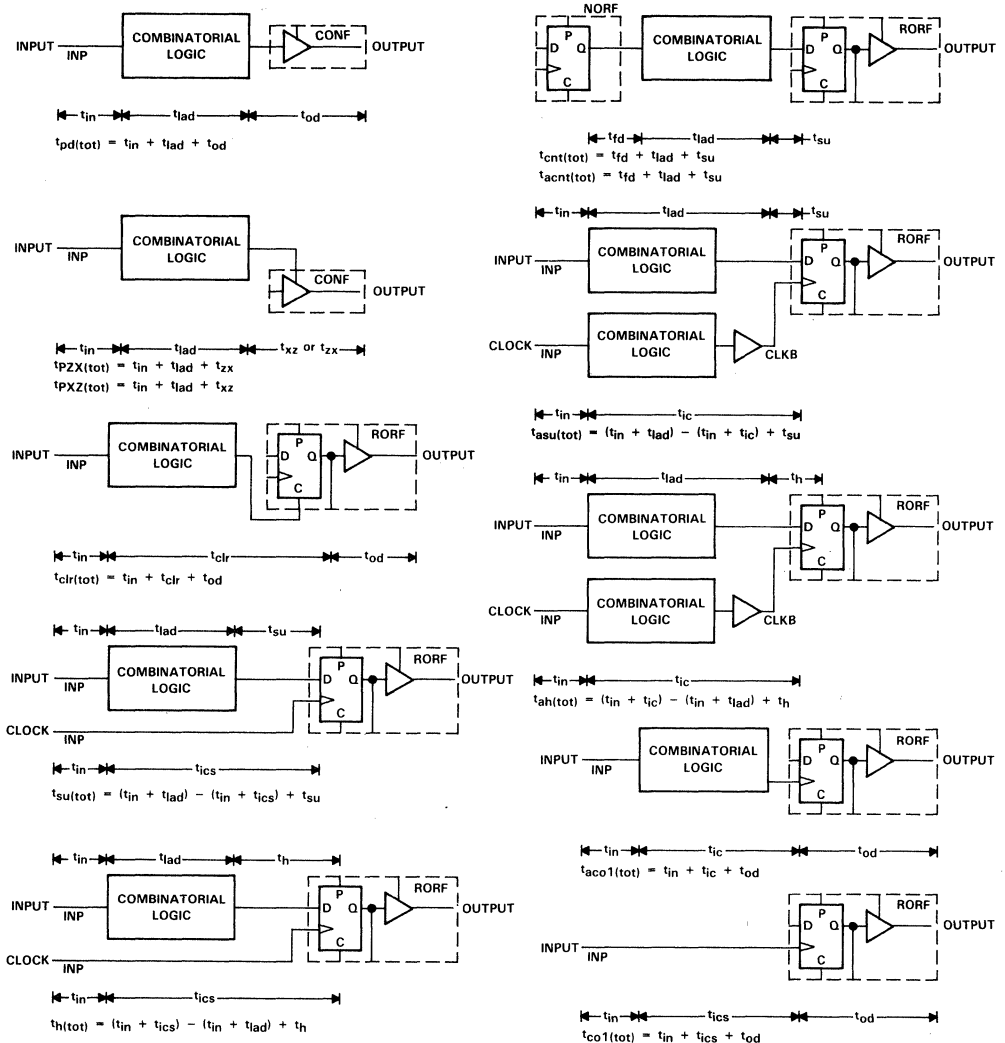 INPUT
INP
COMBINATORIAL
LOGIC
CONF
OUTPUT
tin
tlad
tod
tpd(tot) = tin + tlad + tod
INPUT
INP
COMBINATORIAL
LOGIC
CONF
OUTPUT
tin
tlad
txz or tzx
tPZX(tot) = tin + tlad + tzx
tPXZ(tot) = tin + tlad + txz
INPUT
INP
COMBINATORIAL
LOGIC
P
D Q
C
RORF
OUTPUT
tin
tclr
tod
tclr(tot) = tin + tclr + tod
tin
tlad
tsu
INPUT
INP
COMBINATORIAL
LOGIC
P
D Q
C
RORF
OUTPUT
CLOCK
INP
tin
tics
tsu(tot) = (tin + tlad) − (tin + tics) + tsu
tin
tlad
th
INPUT
INP
COMBINATORIAL
LOGIC
P
D Q
C
RORF
OUTPUT
CLOCK
INP
tin
tics
th(tot) = (tin + tics) − (tin + tlad) + th
NORF
P
D Q
C
COMBINATORIAL
LOGIC
P
D Q
C
RORF
OUTPUT
tfd
tlad
tsu
tcnt(tot) = tfd + tlad + tsu
tacnt(tot) = tfd + tlad + tsu
tin
tlad
tsu
INPUT
INP
COMBINATORIAL
LOGIC
P
D Q
C
RORF
OUTPUT
CLOCK
INP
COMBINATORIAL
LOGIC
CLKB
tin
tic
tasu(tot) = (tin + tlad) − (tin + tic) + tsu
tin
tlad
th
INPUT
INP
COMBINATORIAL
LOGIC
P
D Q
C
RORF
OUTPUT
CLOCK
INP
COMBINATORIAL
LOGIC
CLKB
tin
tic
tah(tot) = (tin + tic) − (tin + tlad) + th
INPUT
INP
COMBINATORIAL
LOGIC
P
D Q
C
RORF
OUTPUT
tin
tic
tod
taco1(tot) = tin + tic + tod
INPUT
INP
P
D Q
C
RORF
OUTPUT
tin
tics
tod
tco1(tot) = tin + tics + tod